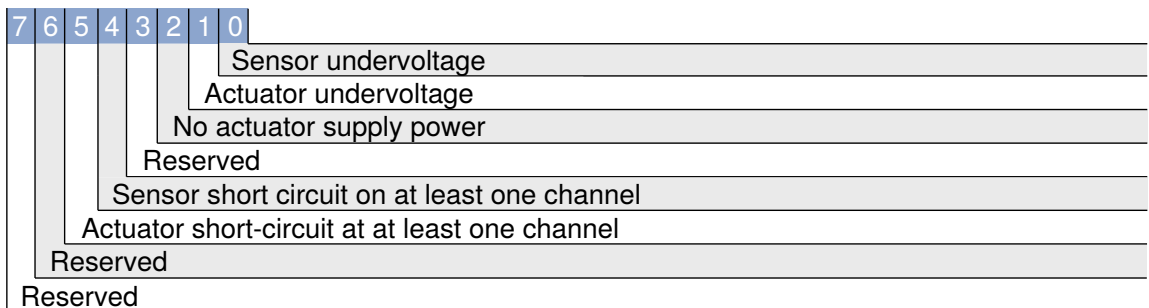 7 6 5 4 3 2 1 0
Sensor undervoltage
Actuator undervoltage
No actuator supply power
Reserved
Sensor short circuit on at least one channel
Actuator short-circuit at at least one channel
Reserved
Reserved